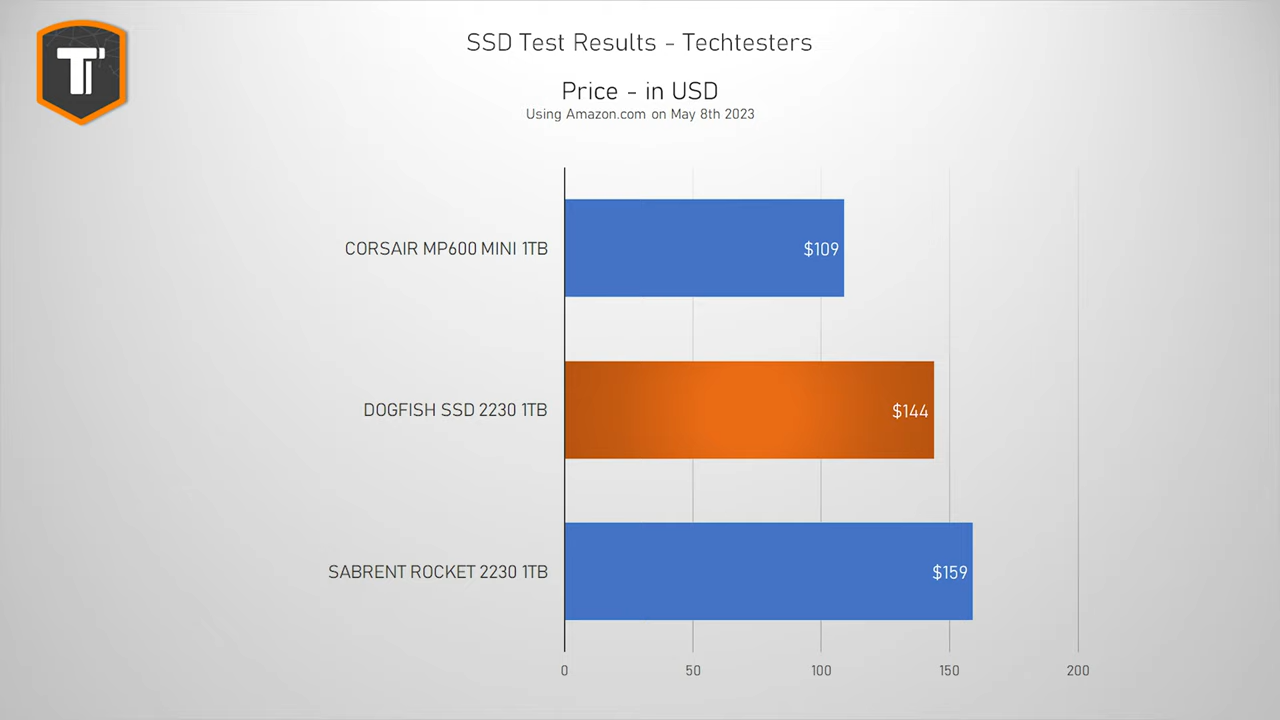 SSD Test Results - Techtesters
Price - in USD
Using Amazon.com on May 8th 2023
CORSAIR MP600 MINI 1TB
$109
DOGFISH SSD 2230 1TB
$144
SABRENT ROCKET 2230 1TB
$159
0 50 100 150 200